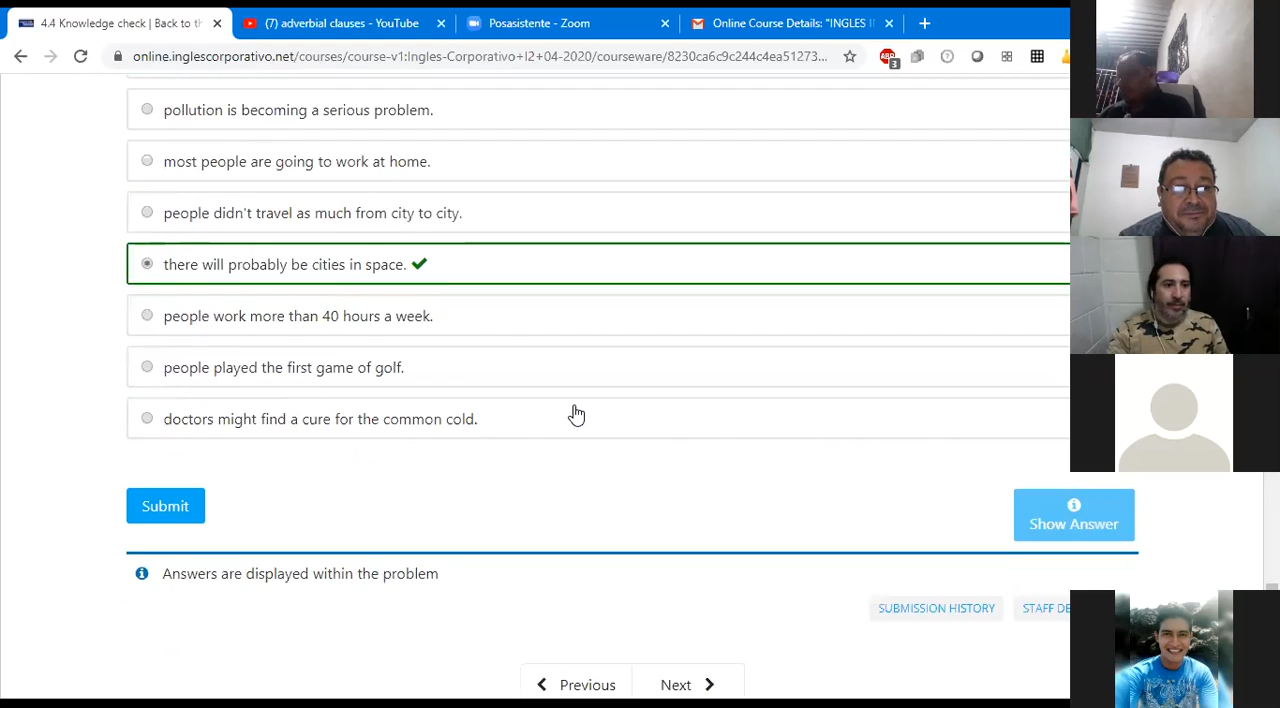 4.4 Knowledge check | Back to th
(7) adverbial clauses - YouTube
Posasistente - Zoom
Online Course Details: "INGLES I
online.inglescorporativo.net/courses/course-v1:Ingles-Corporativo+I2+04-2020/courseware/8230ca6c9c244c4ea51273...
3
pollution is becoming a serious problem.
most people are going to work at home.
people didn't travel as much from city to city.
there will probably be cities in space.
people work more than 40 hours a week.
people played the first game of golf.
doctors might find a cure for the common cold.
Submit
Show Answer
Answers are displayed within the problem
SUBMISSION HISTORY
STAFF DE
Previous
Next